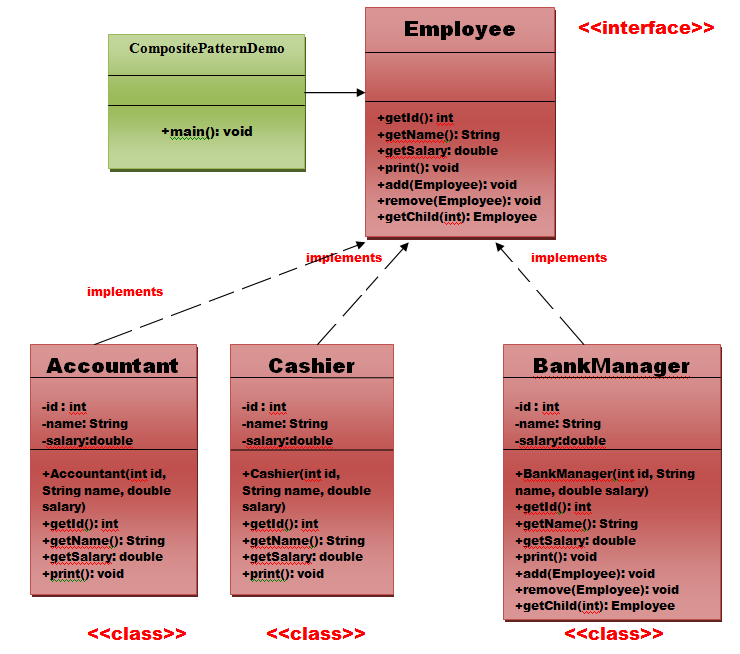 CompositePatternDemo
+main(): void
Employee
<<interface>>
+getId(): int
+getName(): String
+getSalary: double
+print(): void
+add(Employee): void
+remove(Employee): void
+getChild(int): Employee
implements
implements
implements
Accountant
-id : int
-name: String
-salary:double
+Accountant(int id,
String name, double
salary)
+getId(): int
+getName(): String
+getSalary: double
+print(): void
<<class>>
Cashier
-id : int
-name: String
-salary:double
+Cashier(int id,
String name, double
salary)
+getId(): int
+getName(): String
+getSalary: double
+print(): void
<<class>>
BankManager
-id : int
-name: String
-salary:double
+BankManager(int id, String
name, double salary)
+getId(): int
+getName(): String
+getSalary: double
+print(): void
+add(Employee): void
+remove(Employee): void
+getChild(int): Employee
<<class>>